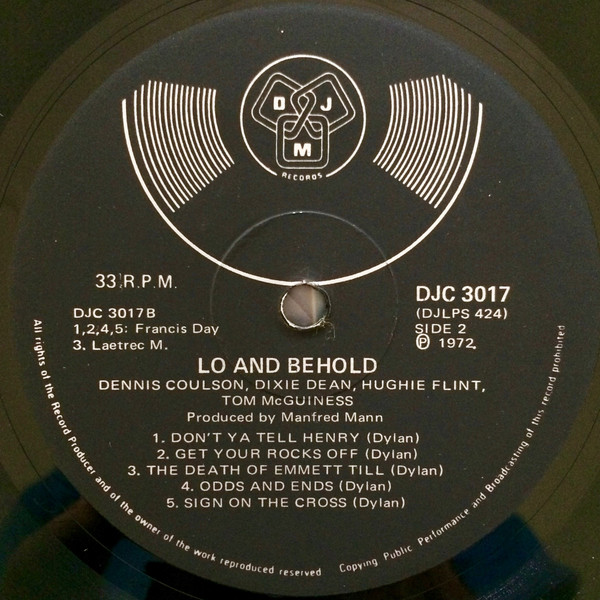 D J
M
RECORDS
33 R.P.M.
DJC 3017B
1,2,4,5: Francis Day
3. Laetrec M.
DJC 3017
(DJLPS 424)
SIDE 2
Ⓟ 1972.
LO AND BEHOLD
DENNIS COULSON, DIXIE DEAN, HUGHIE FLINT,
TOM McGUINESS
Produced by Manfred Mann
1. DON'T YA TELL HENRY (Dylan)
2. GET YOUR ROCKS OFF (Dylan)
3. THE DEATH OF EMMETT TILL (Dylan)
4. ODDS AND ENDS (Dylan)
5. SIGN ON THE CROSS (Dylan)
All rights of the Record Producer and of the owner of the work reproduced reserved Copying Public Performance and Broadcasting of this record prohibited